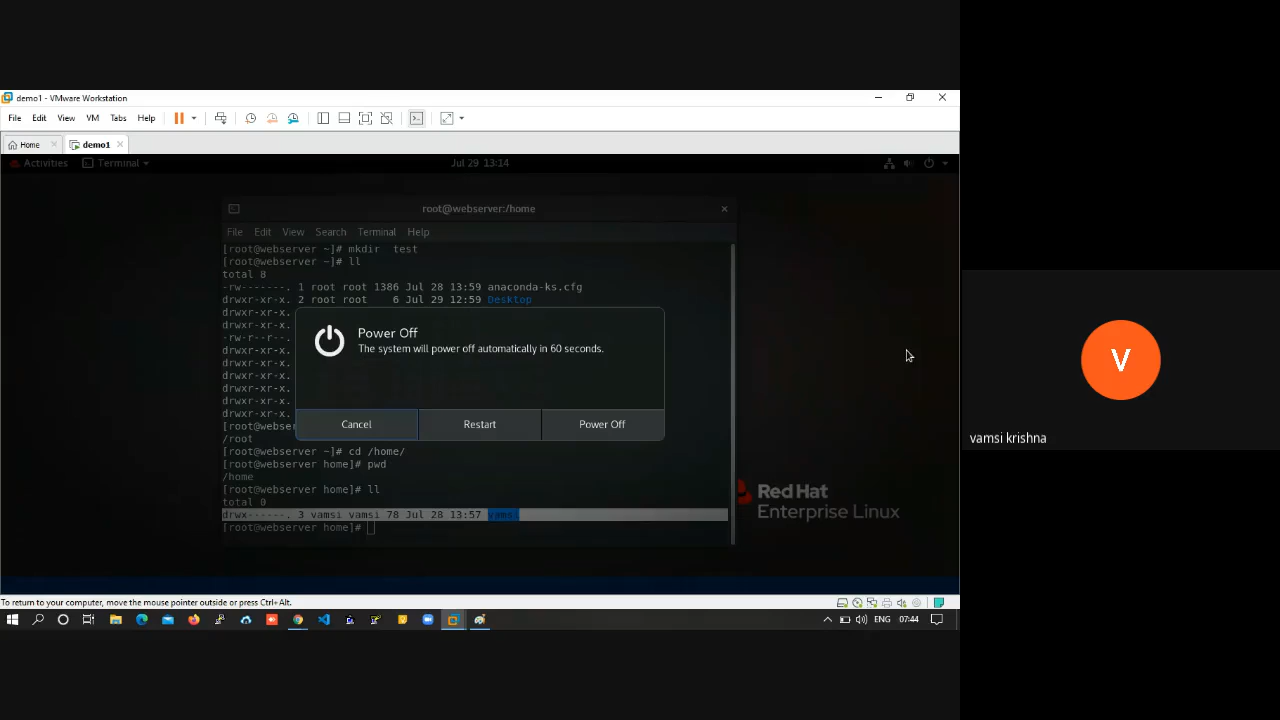 demo1 - VMware Workstation
File Edit View VM Tabs Help
Home demo1
Activities Terminal Jul 29 13:14
root@webserver:/home
File Edit View Search Terminal Help
[root@webserver ~]# mkdir test
[root@webserver ~]# ll
total 8
-rw-------. 1 root root 1386 Jul 28 13:59 anaconda-ks.cfg
drwxr-xr-x. 2 root root 6 Jul 29 12:59 Desktop
drwxr-xr-x.
drwxr-xr-x.
-rw-r--r--.
drwxr-xr-x.
drwxr-xr-x.
drwxr-xr-x.
drwxr-xr-x.
drwxr-xr-x.
drwxr-xr-x.
[root@webse
/root
Power Off
The system will power off automatically in 60 seconds.
Cancel Restart Power Off
[root@webserver ~]# cd /home/
[root@webserver home]# pwd
/home
[root@webserver home]# ll
total 0
drwx------. 3 vamsi vamsi 78 Jul 28 13:57 vamsi
[root@webserver home]#
Red Hat
Enterprise Linux
To return to your computer, move the mouse pointer outside or press Ctrl+Alt.
ENG 07:44
V
vamsi krishna